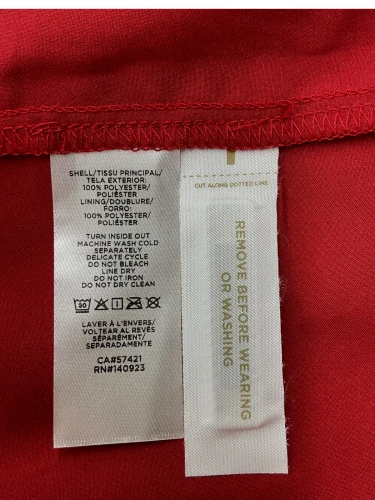 SHELL/TISSU PRINCIPAL/
TELA EXTERIOR:
100% POLYESTER/
POLIÉSTER
LINING/DOUBLURE/
FORRO:
100% POLYESTER/
POLIÉSTER
TURN INSIDE OUT
MACHINE WASH COLD
SEPARATELY
DELICATE CYCLE
DO NOT BLEACH
LINE DRY
DO NOT IRON
DO NOT DRY CLEAN
30
LAVER À L'ENVERS/
VOLTEAR AL REVÉS
SÉPARÉMENT/
SEPARADAMENTE
CA#57421
RN#140923
CUT ALONG DOTTED LINE
REMOVE BEFORE WEARING
OR WASHING